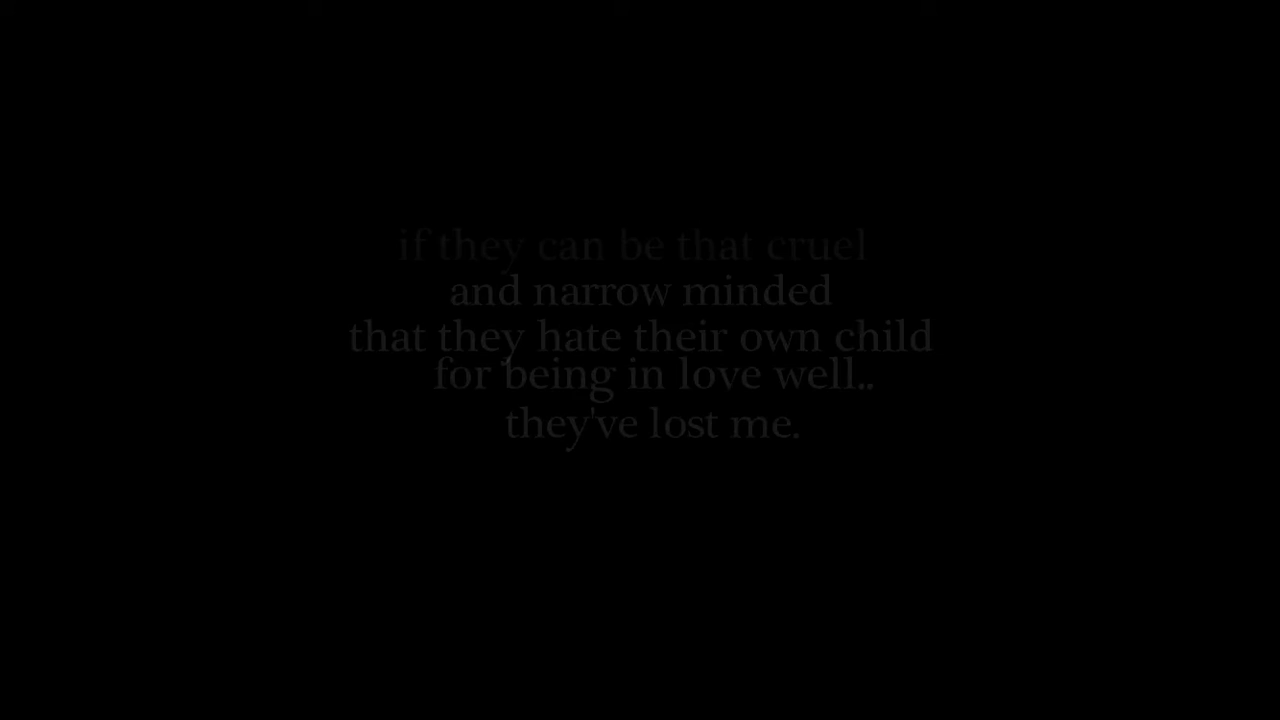 if they can be that cruel
and narrow minded
that they hate their own child
for being in love well..
they've lost me.